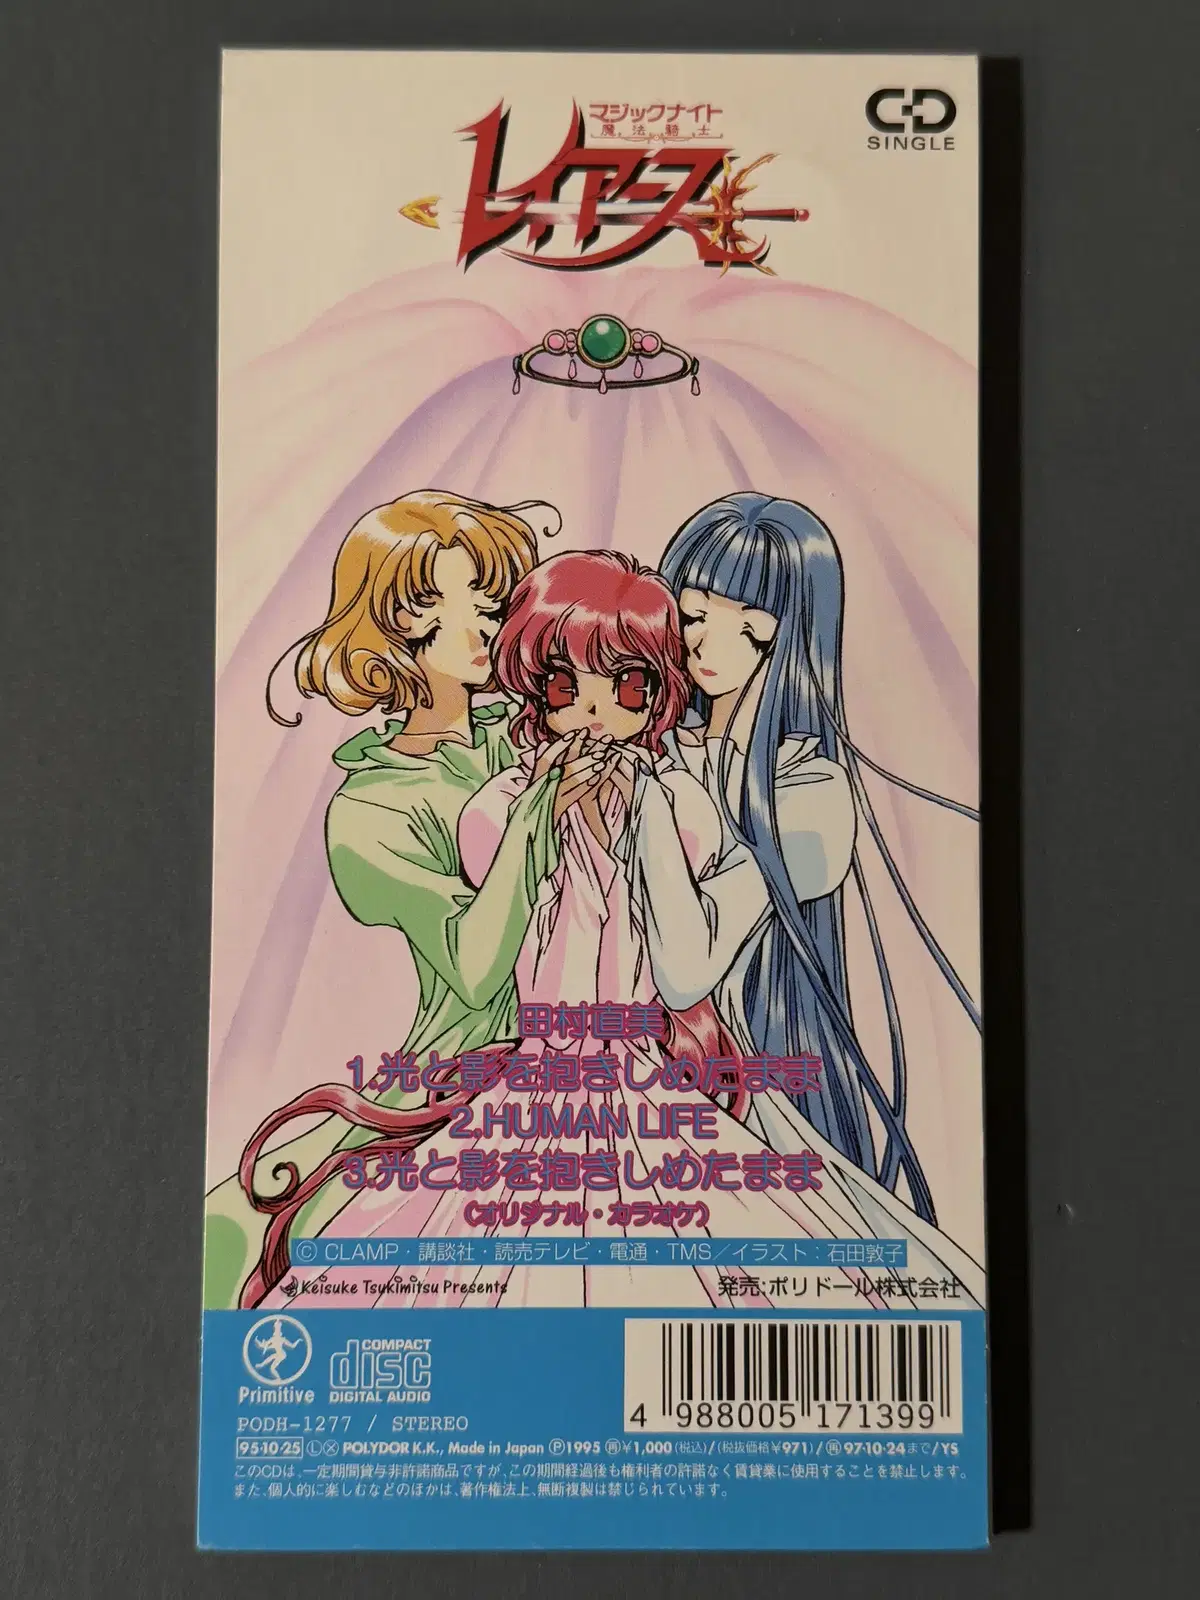 マジックナイト
魔法騎士
レイアース
CD
SINGLE
田村直美
1.光と影を抱きしめたまま
2.HUMAN LIFE
3.光と影を抱きしめたまま
(オリジナル・カラオケ)
© CLAMP・講談社・読売テレビ・電通・TMS/イラスト:石田敦子
Keisuke Tsukimitsu Presents
発売:ポリドール株式会社
Primitive
COMPACT
disc
DIGITAL AUDIO
4 988005 171399
PODH-1277 / STEREO
95・10・25 Ⓛ Ⓧ POLYDOR K.K., Made in Japan Ⓟ1995 ㊢¥1,000(税込)/(税抜価格¥971)/㊢97・10・24まで/YS
このCDは、一定期間貸与非許諾商品ですが、この期間経過後も権利者の許諾なく賃貸業に使用することを禁止します。
また、個人的に楽しむなどのほかは、著作権法上、無断複製は禁じられています。